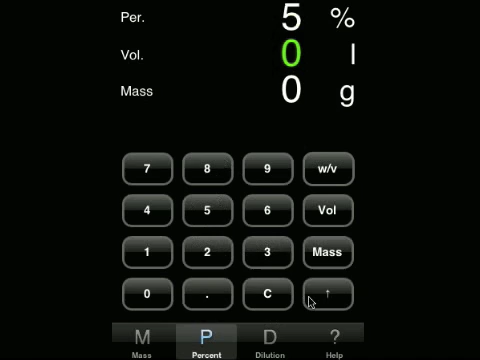 Per. 5 %
Vol. 0 l
Mass 0 g
7 8 9 w/v
4 5 6 Vol
1 2 3 Mass
0 . C ↑
M P D ?
Mass Percent Dilution Help